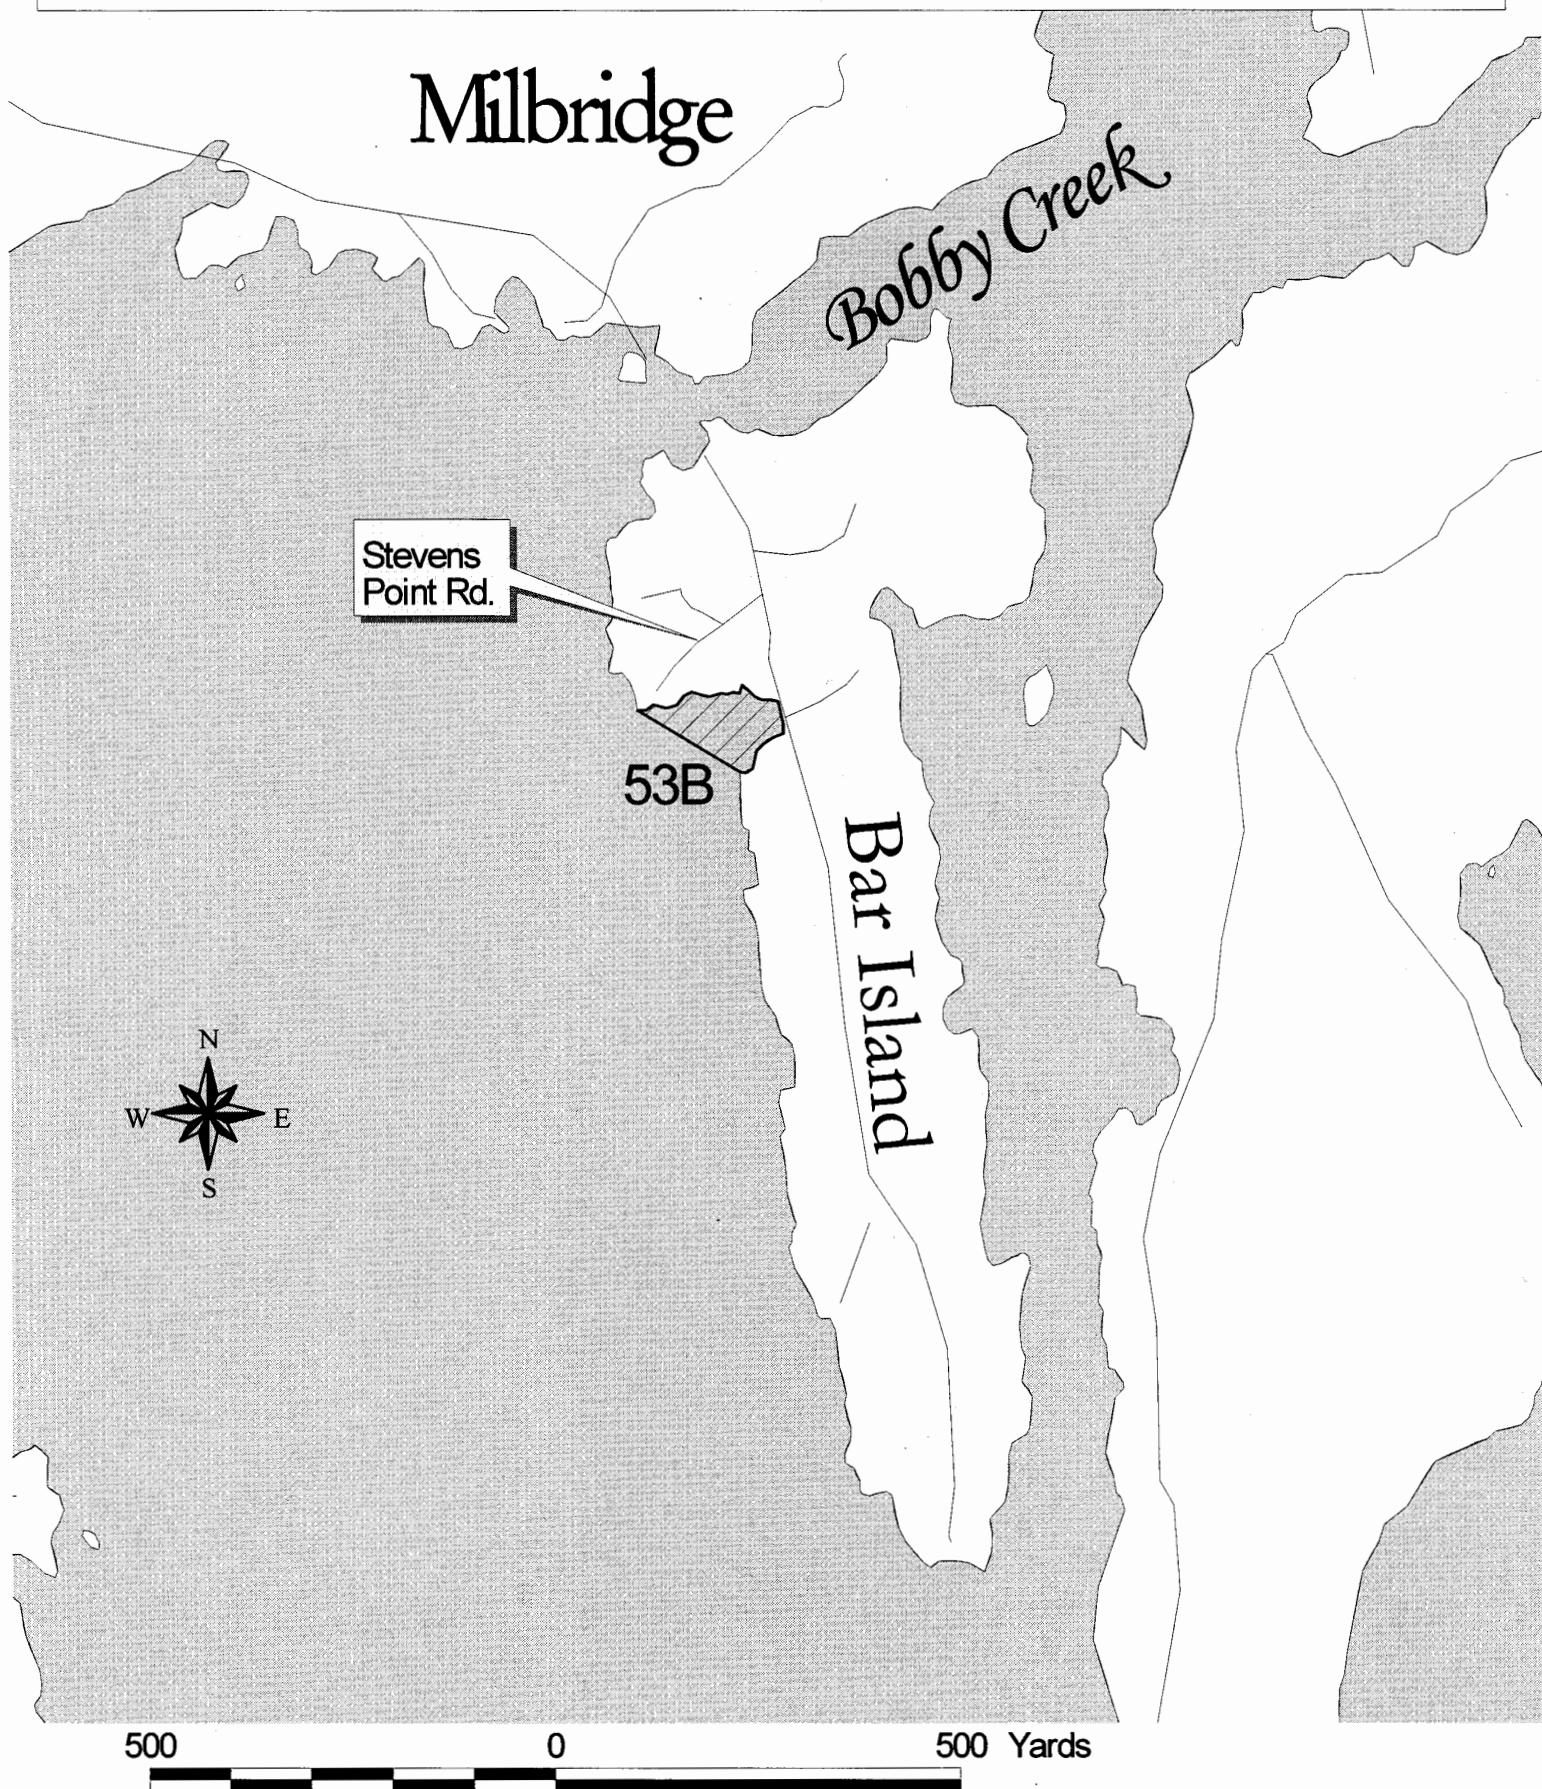 Milbridge
Bobby Creek
Stevens
Point Rd.
53B
Bar Island
N
W E
S
500 0 500 Yards